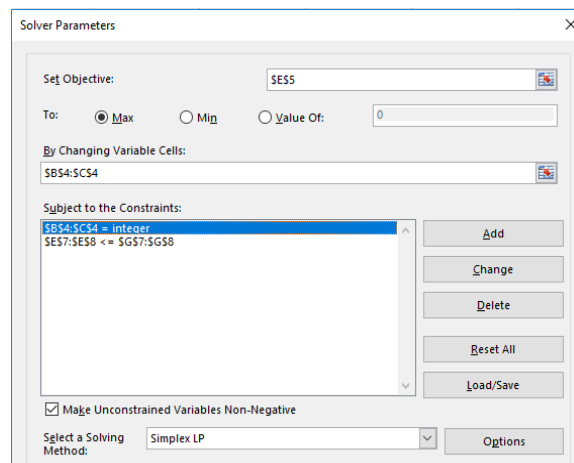 Solver Parameters
Set Objective: $E$5
To: Max Min Value Of: 0
By Changing Variable Cells:
$B$4:$C$4
Subject to the Constraints:
$B$4:$C$4 = integer
$E$7:$E$8 <= $G$7:$G$8
Add
Change
Delete
Reset All
Load/Save
Make Unconstrained Variables Non-Negative
Select a Solving Method: Simplex LP Options